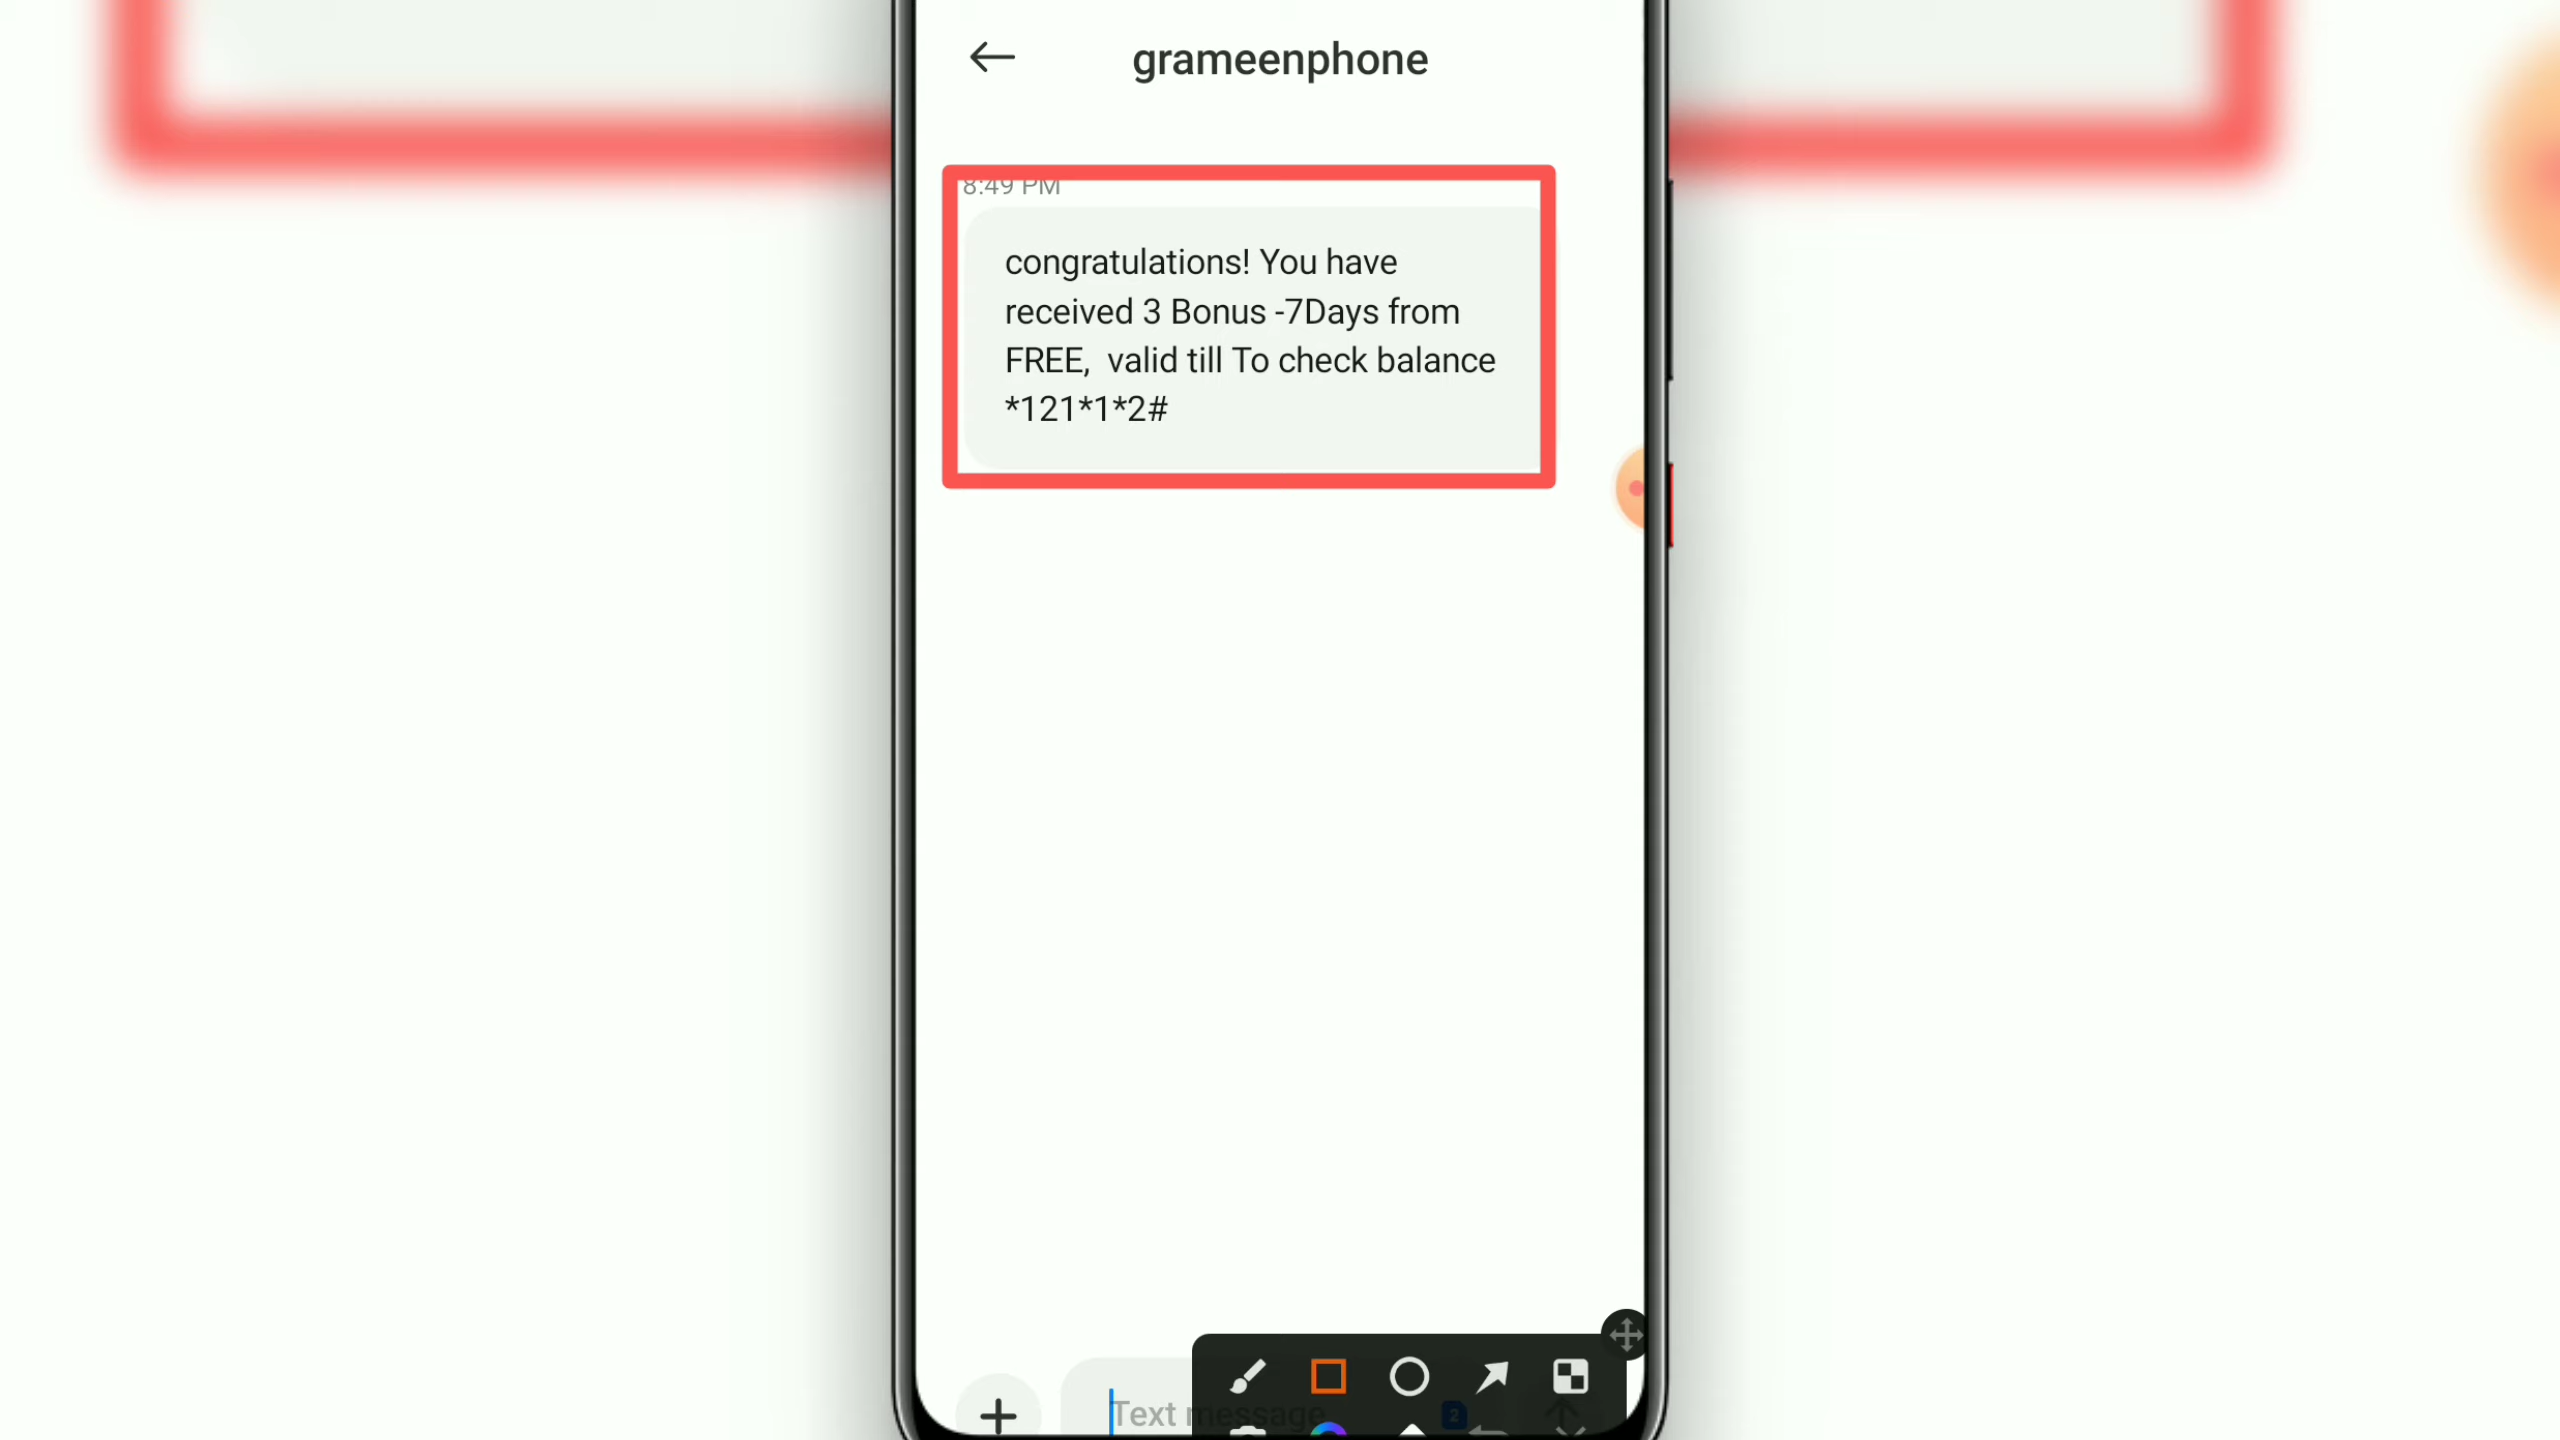 grameenphone
8:49 PM
congratulations! You have
received 3 Bonus -7Days from
FREE,  valid till To check balance
*121*1*2#
Text message
2